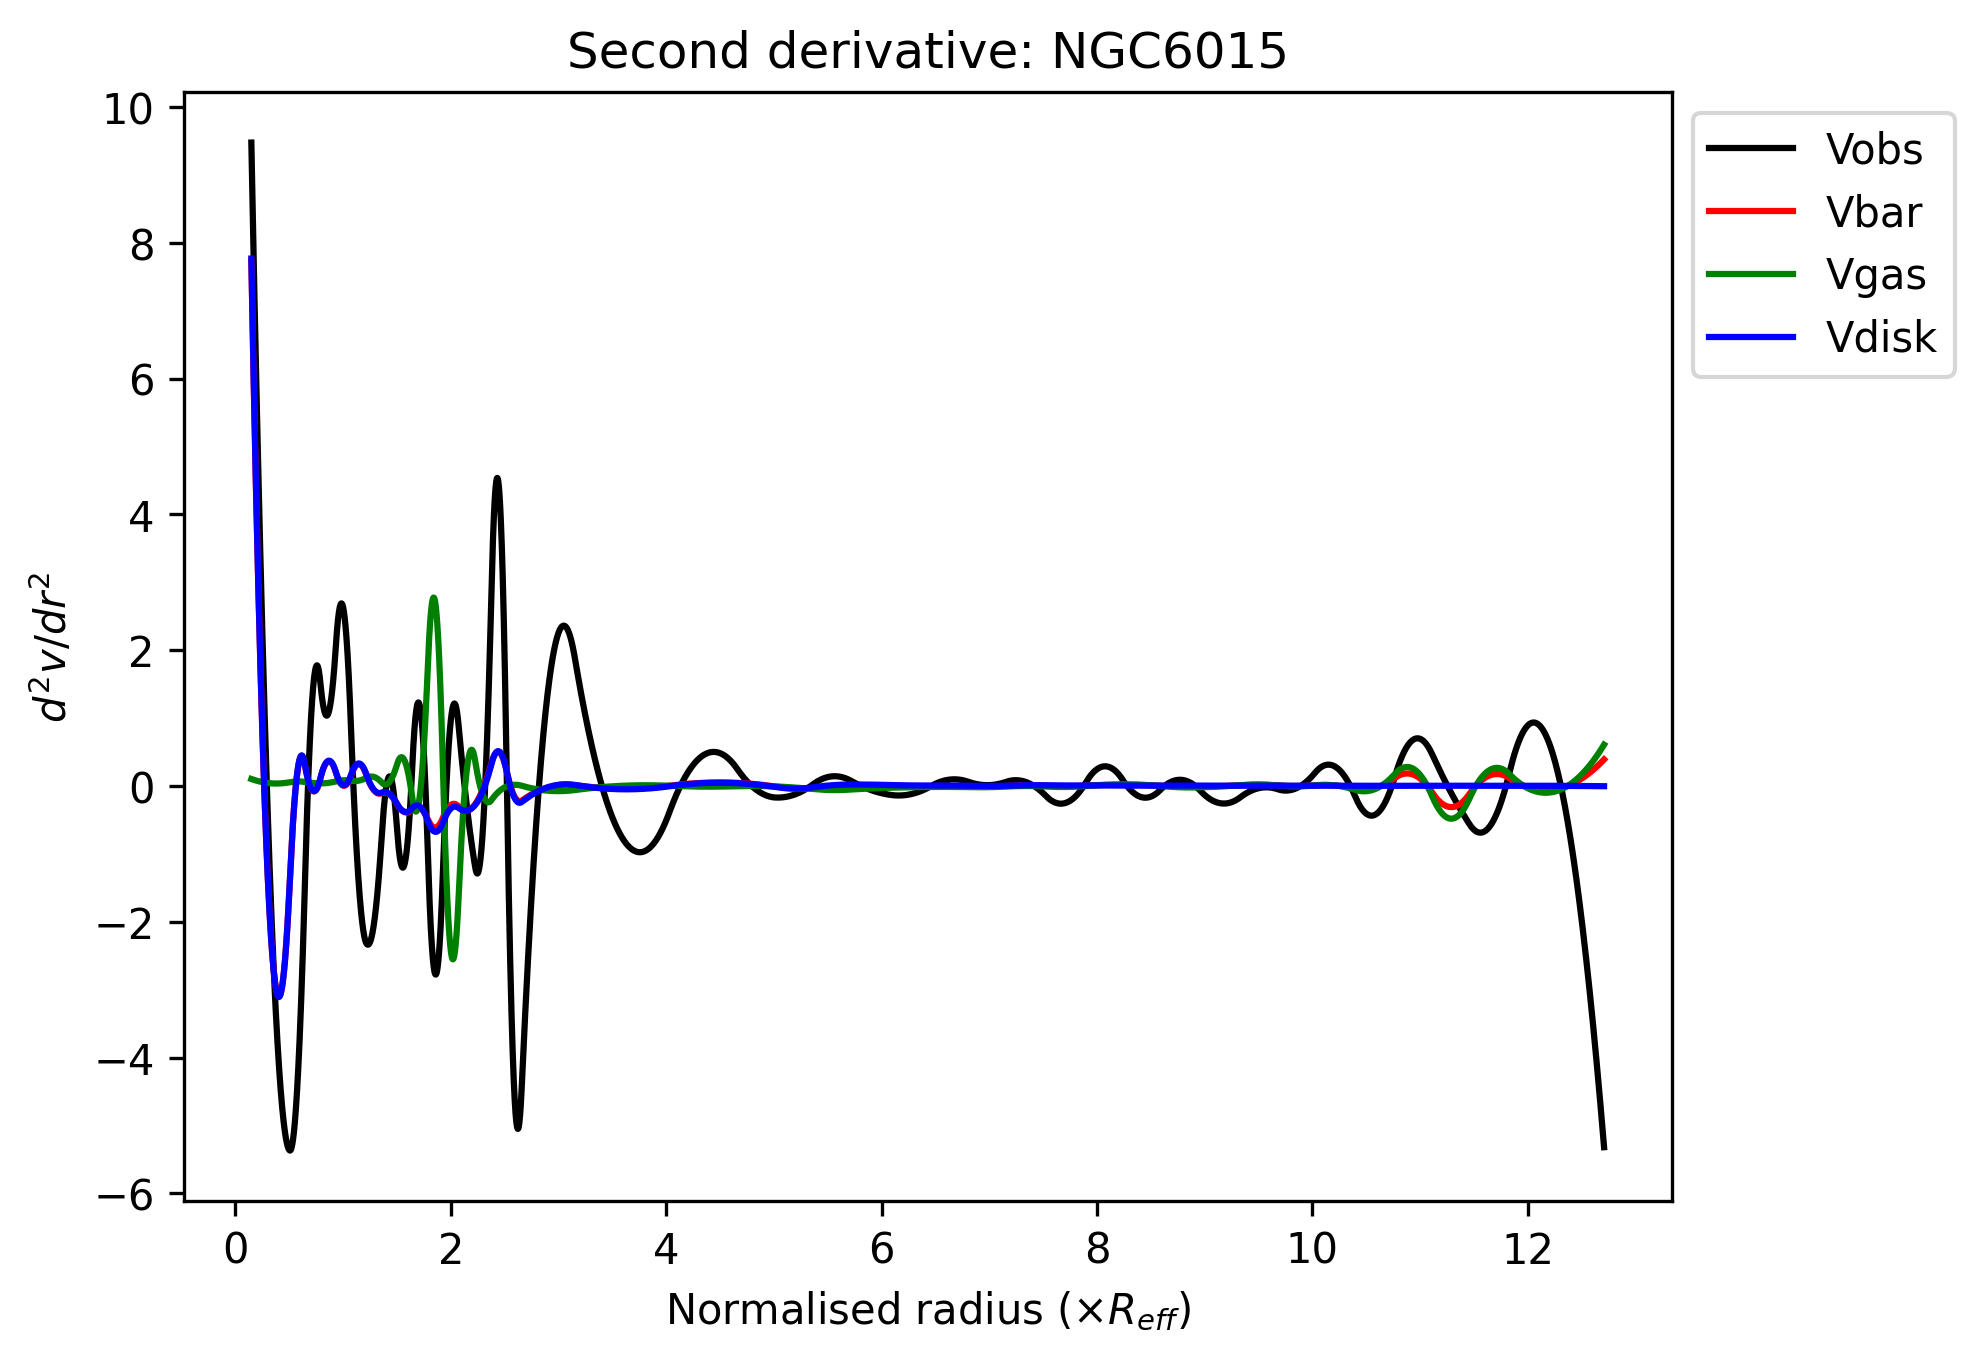 Second derivative: NGC6015
10
8
6
4
2
0
−2
−4
−6
d²v/dr²
0 2 4 6 8 10 12
Normalised radius (×R_eff)
Vobs
Vbar
Vgas
Vdisk